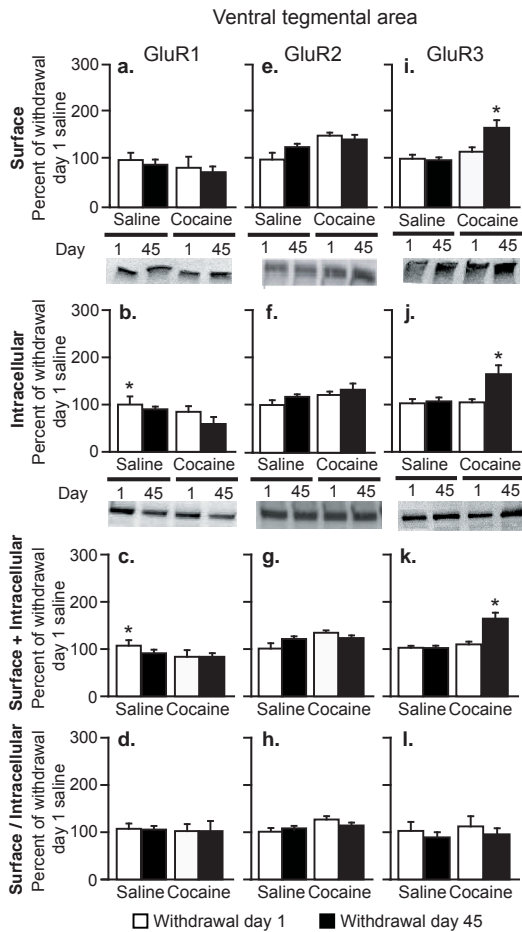 Ventral tegmental area
GluR1 GluR2 GluR3
a. e. i.
Surface
Percent of withdrawal
day 1 saline
300
200
100
0
*
Saline Cocaine Saline Cocaine Saline Cocaine
Day 1 45 1 45 1 45 1 45 1 45 1 45
b. f. j.
Intracellular
Percent of withdrawal
day 1 saline
300
200
100
0
* *
Saline Cocaine Saline Cocaine Saline Cocaine
Day 1 45 1 45 1 45 1 45 1 45 1 45
c. g. k.
Surface + Intracellular
Percent of withdrawal
day 1 saline
300
200
100
0
* *
Saline Cocaine Saline Cocaine Saline Cocaine
d. h. l.
Surface / Intracellular
Percent of withdrawal
day 1 saline
300
200
100
0
Saline Cocaine Saline Cocaine Saline Cocaine
Withdrawal day 1 Withdrawal day 45